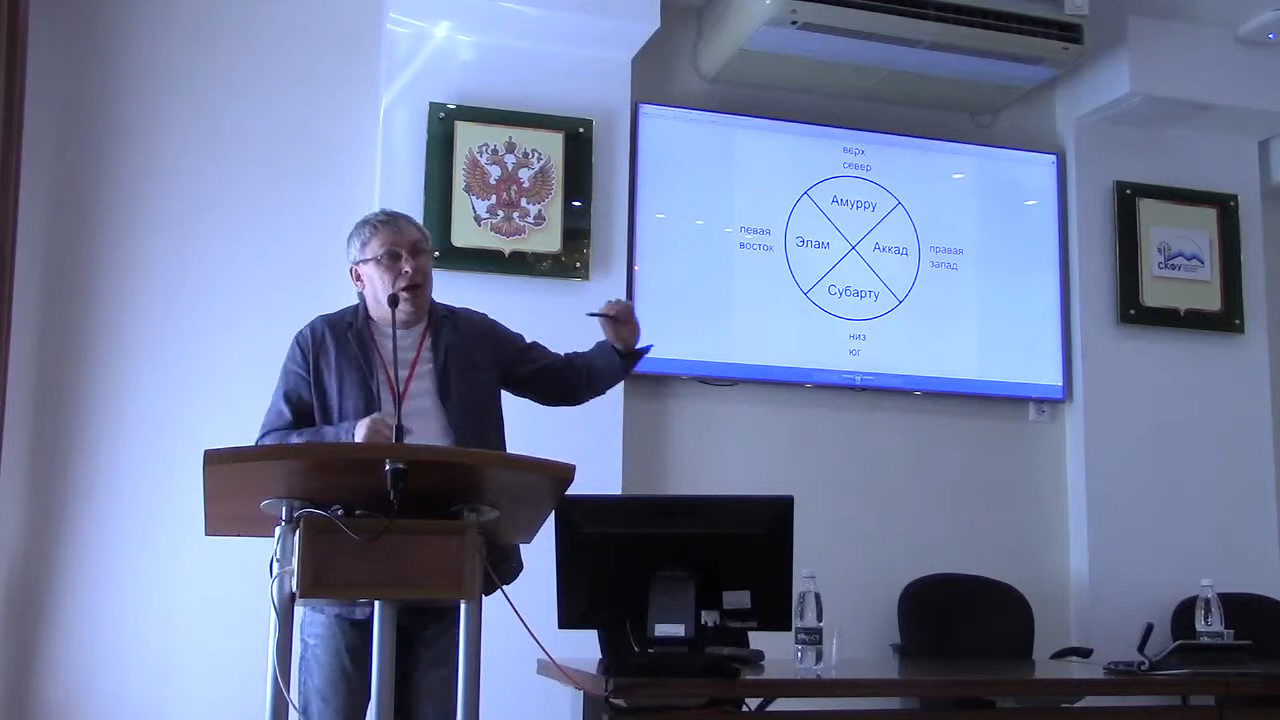 верх
север
Амурру
левая
восток
Элам
Аккад
правая
запад
Субарту
низ
юг
СКФУ